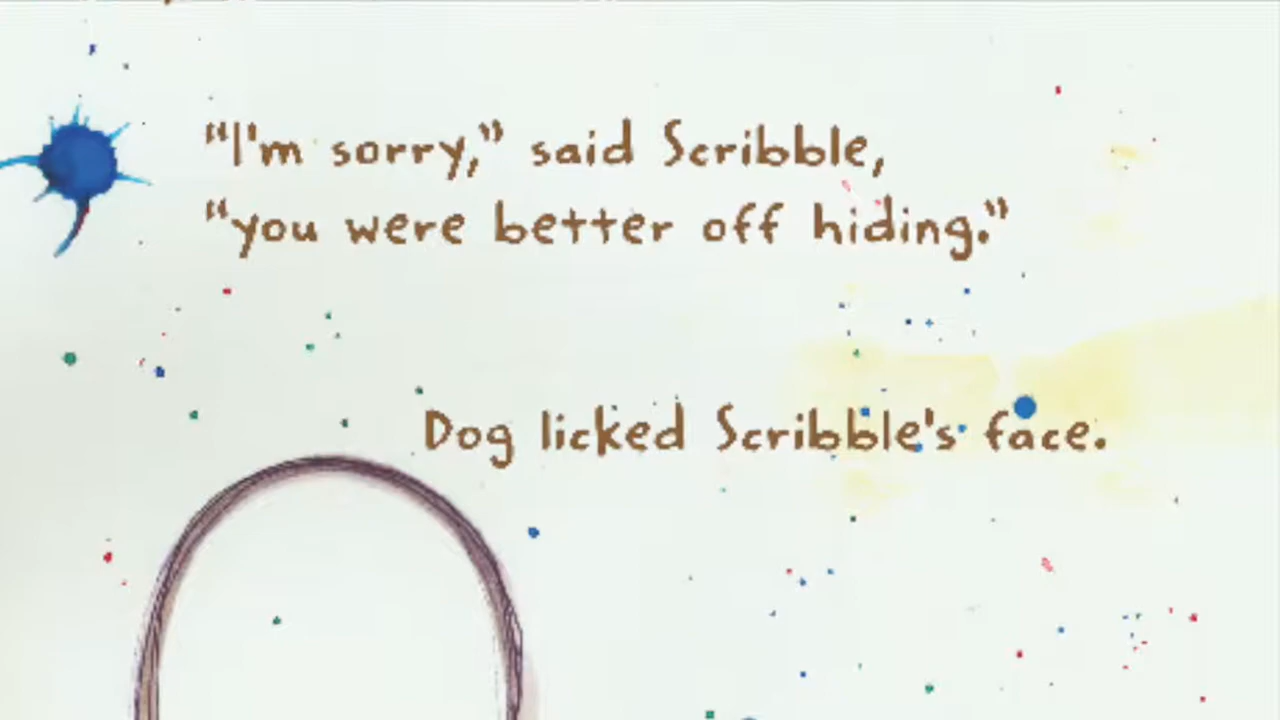 “I'm sorry,” said Scribble,
“you were better off hiding.”
Dog licked Scribble's face.